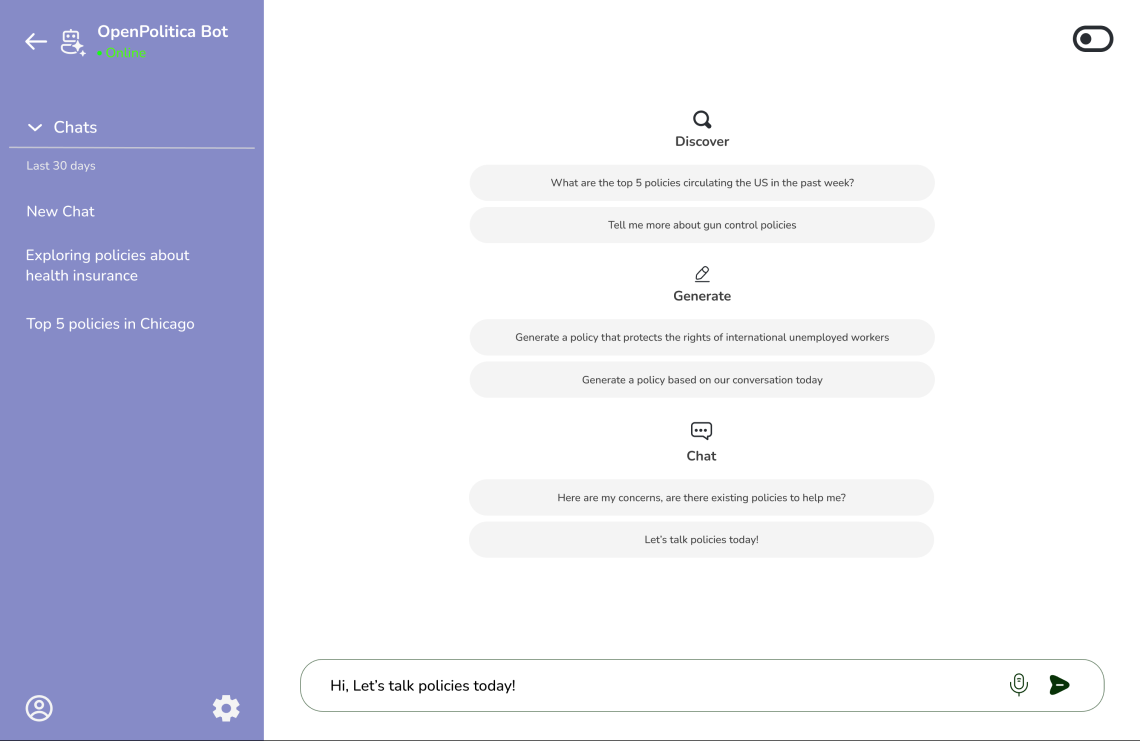 OpenPolitica Bot
• Online
Chats
Last 30 days
New Chat
Exploring policies about
health insurance
Top 5 policies in Chicago
Discover
What are the top 5 policies circulating the US in the past week?
Tell me more about gun control policies
Generate
Generate a policy that protects the rights of international unemployed workers
Generate a policy based on our conversation today
Chat
Here are my concerns, are there existing policies to help me?
Let’s talk policies today!
Hi, Let’s talk policies today!